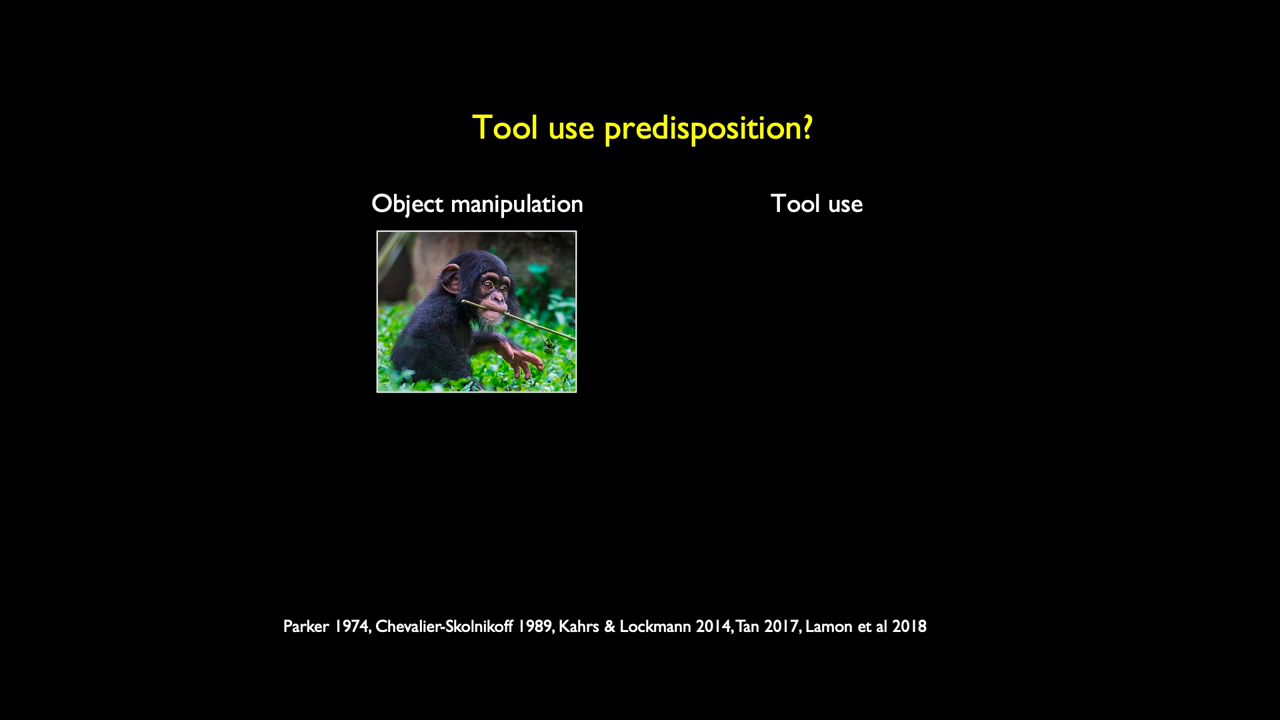 Tool use predisposition?
Object manipulation
Tool use
Parker 1974, Chevalier-Skolnikoff 1989, Kahrs & Lockmann 2014, Tan 2017, Lamon et al 2018